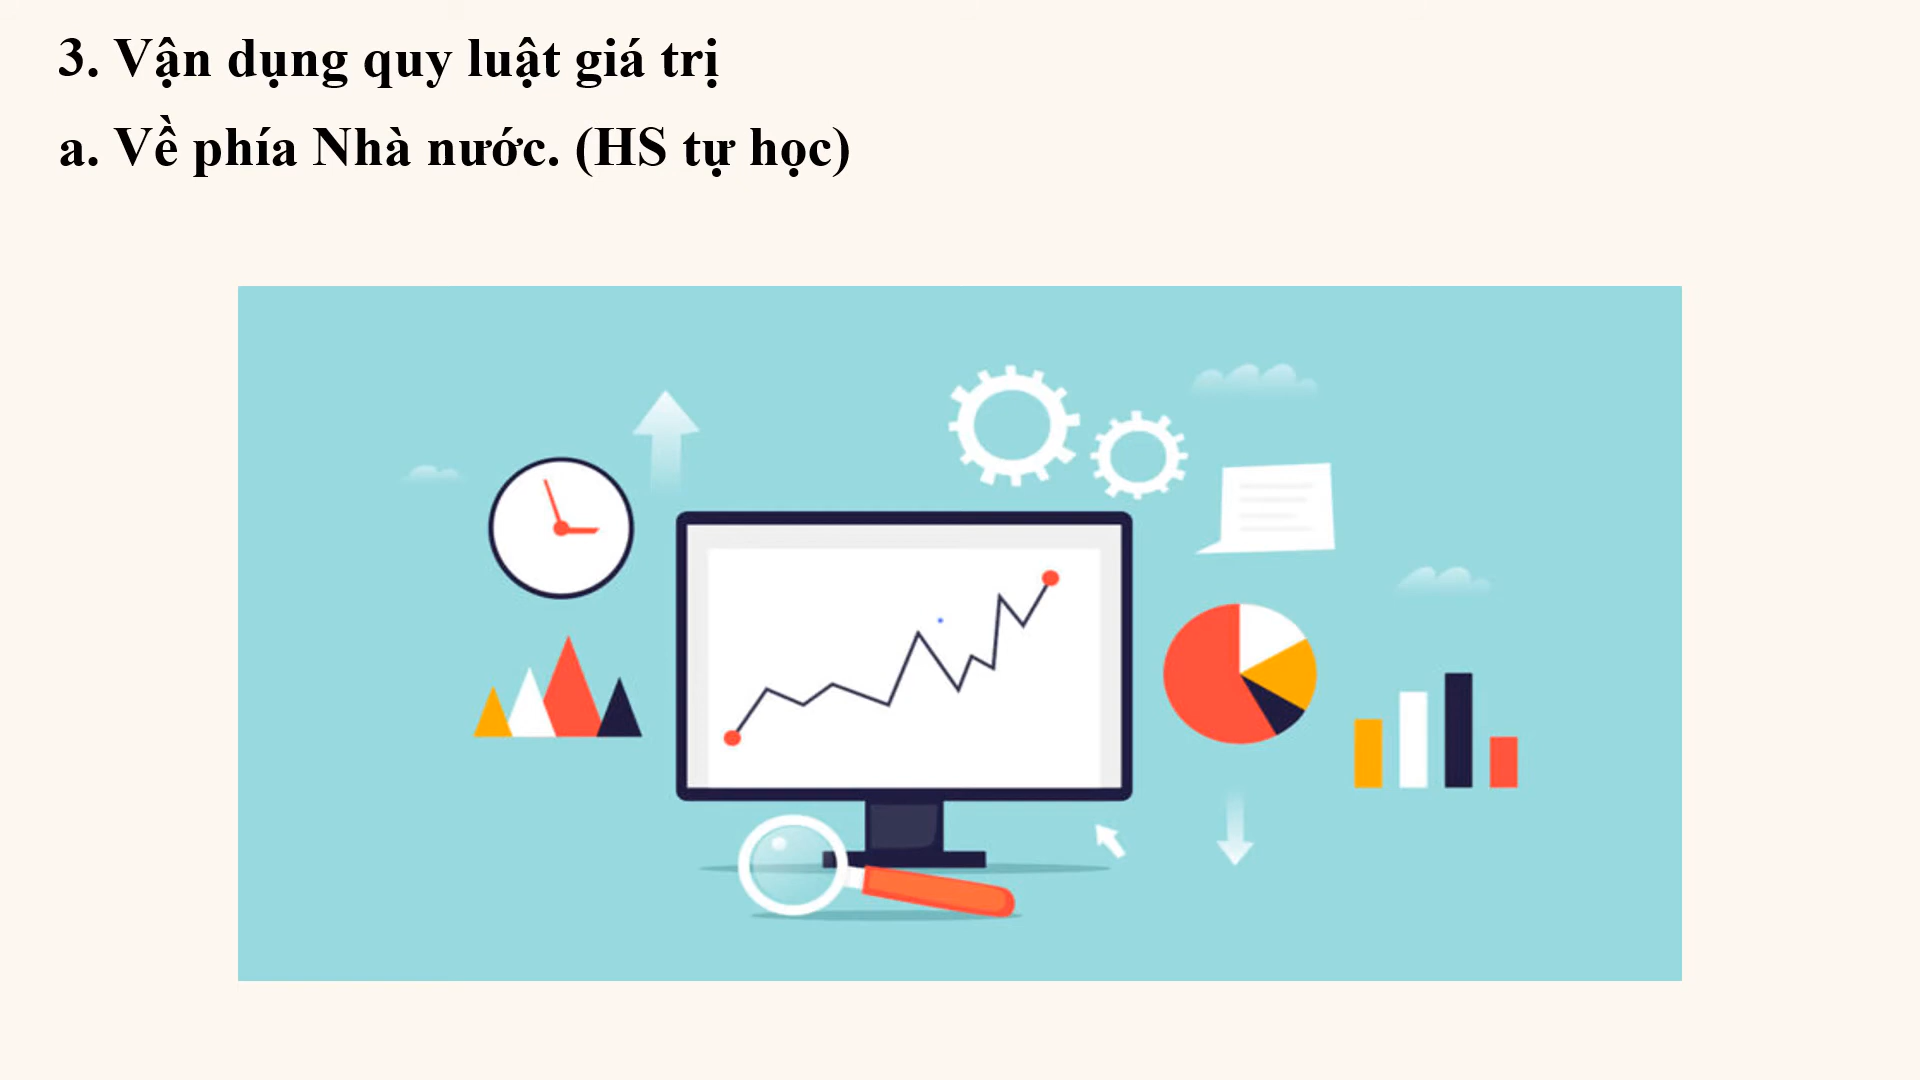 3. Vận dụng quy luật giá trị
a. Về phía Nhà nước. (HS tự học)